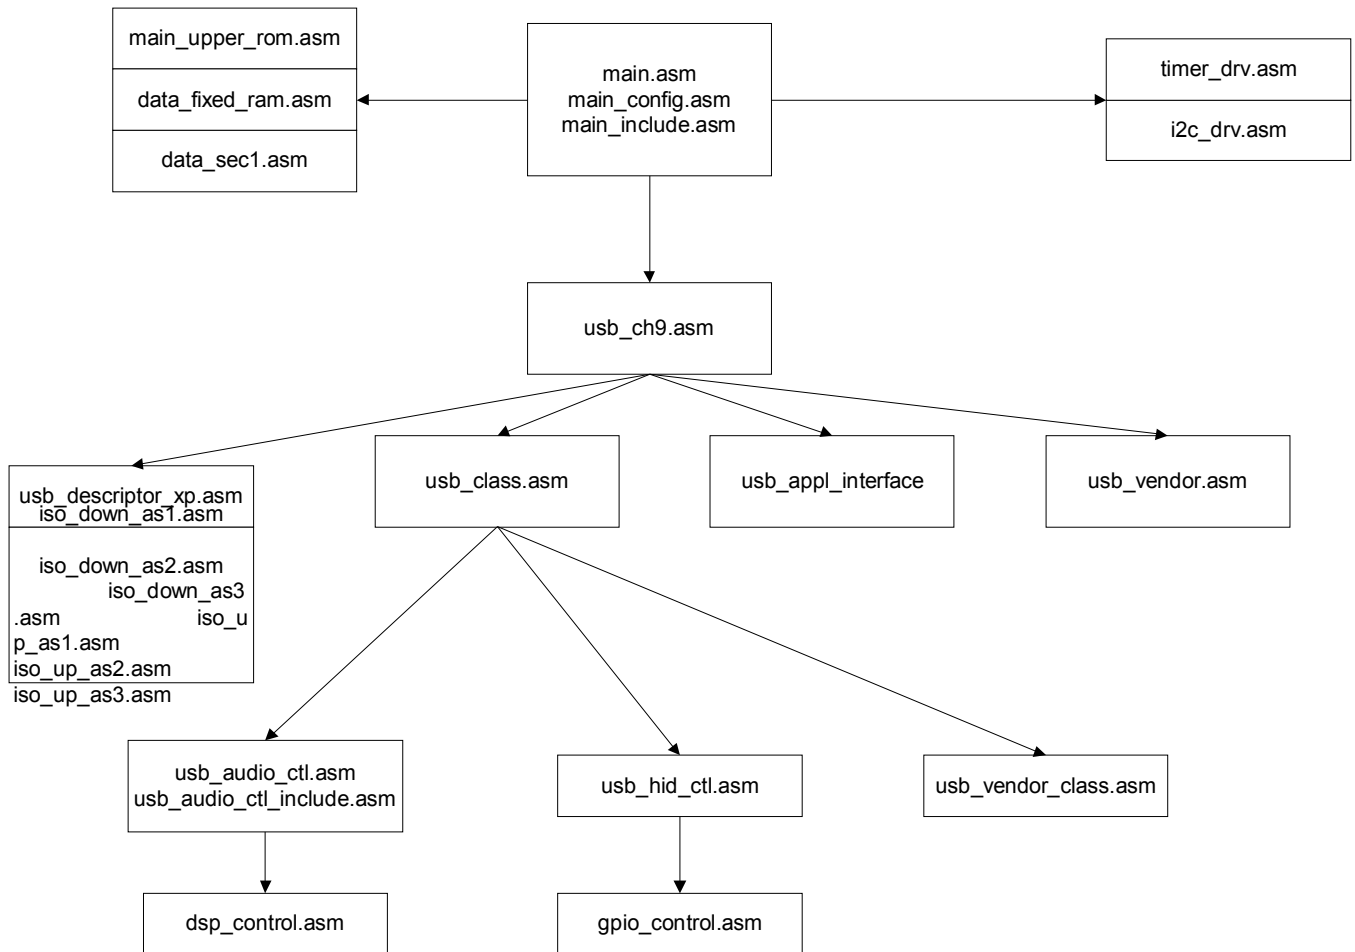 main_upper_rom.asm
data_fixed_ram.asm
data_sec1.asm
main.asm
main_config.asm
main_include.asm
timer_drv.asm
i2c_drv.asm
usb_ch9.asm
usb_descriptor_xp.asm
iso_down_as1.asm
iso_down_as2.asm
iso_down_as3
.asm iso_u
p_as1.asm
iso_up_as2.asm
iso_up_as3.asm
usb_class.asm
usb_appl_interface
usb_vendor.asm
usb_audio_ctl.asm
usb_audio_ctl_include.asm
usb_hid_ctl.asm
usb_vendor_class.asm
dsp_control.asm
gpio_control.asm